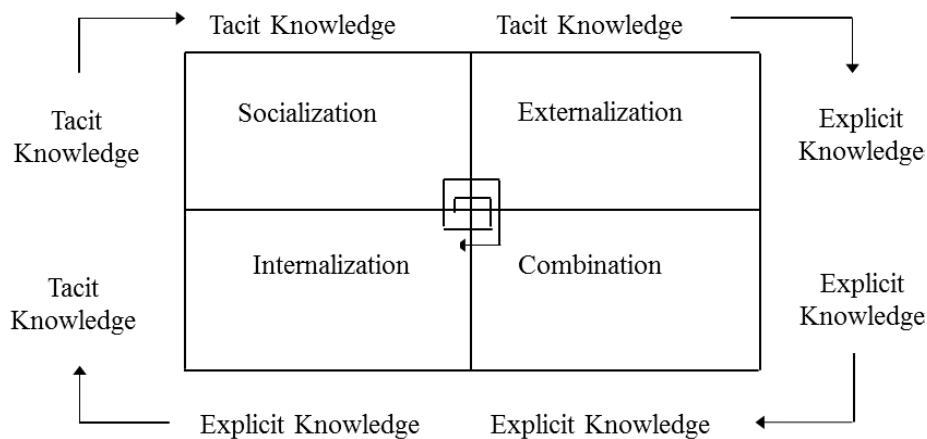 Tacit Knowledge Tacit Knowledge
Socialization Externalization
Tacit
Knowledge
Explicit
Knowledge
Internalization Combination
Tacit
Knowledge
Explicit
Knowledge
Explicit Knowledge Explicit Knowledge